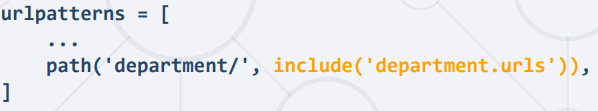 urlpatterns = [
    ...
    path('department/', include('department.urls')),
]